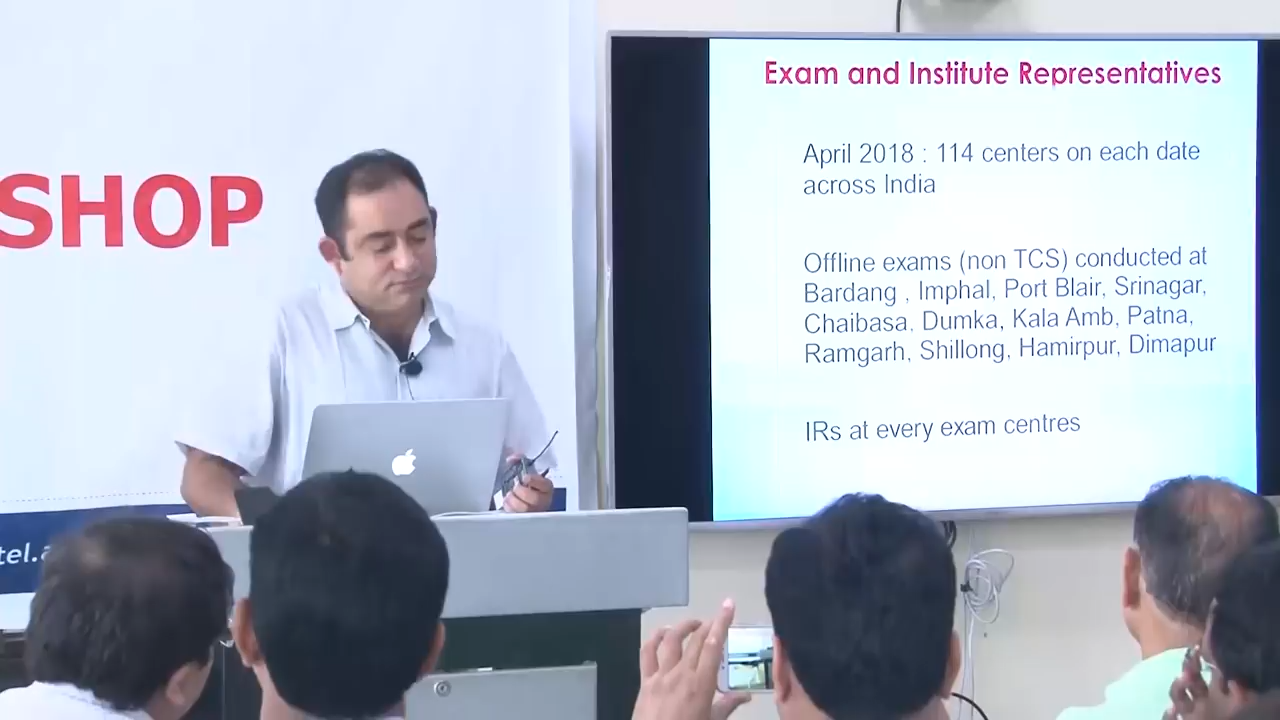 SHOP
tel.a
Exam and Institute Representatives
April 2018 : 114 centers on each date
across India
Offline exams (non TCS) conducted at
Bardang , Imphal, Port Blair, Srinagar,
Chaibasa, Dumka, Kala Amb, Patna,
Ramgarh, Shillong, Hamirpur, Dimapur
IRs at every exam centres